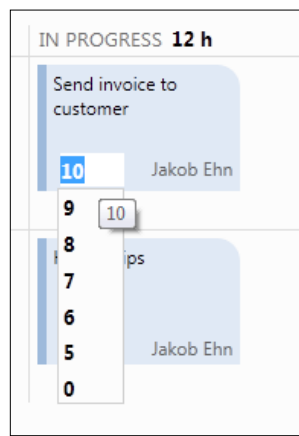 IN PROGRESS 12 h
Send invoice to
customer
10 Jakob Ehn
9
10
8
ips
7
6
5 Jakob Ehn
0